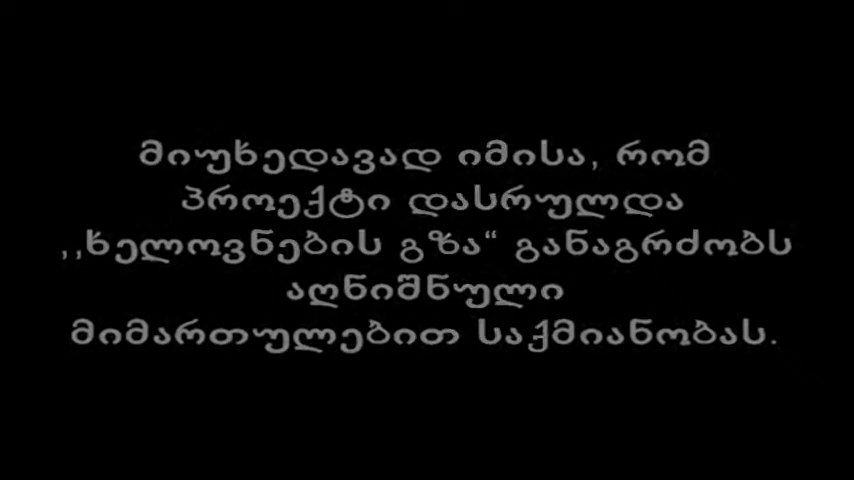 მიუხედავად იმისა, რომ
პროექტი დასრულდა
,,ხელოვნების გზა“ განაგრძობს
აღნიშნული
მიმართულებით საქმიანობას.